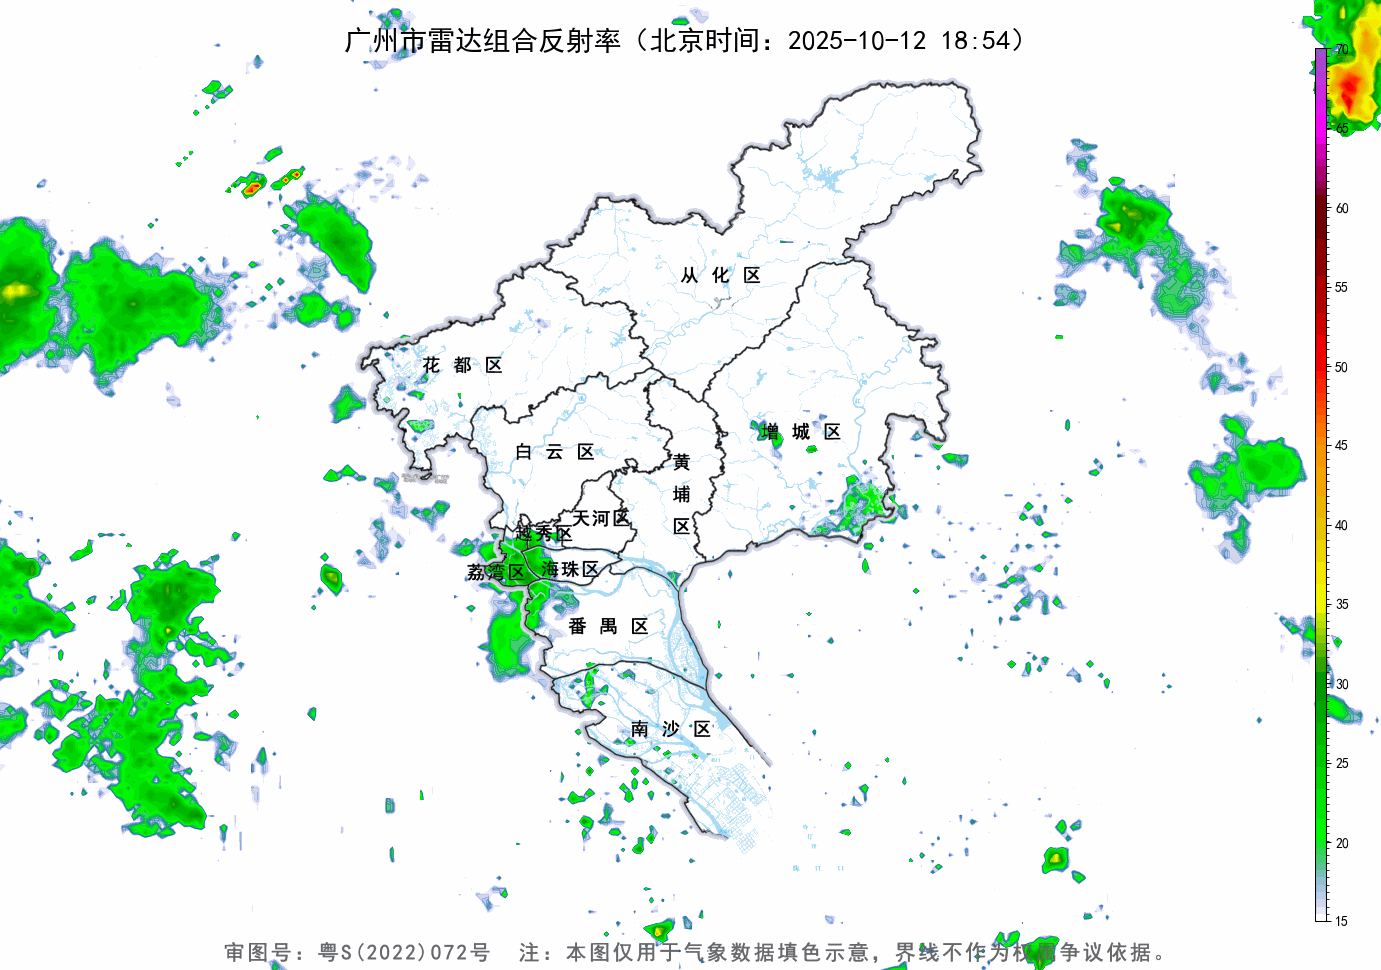 广州市雷达组合反射率（北京时间：2025-10-12 18:54）
70
65
60
55
50
45
40
35
30
25
20
15
从化区
花都区
增城区
白云区
黄埔区
天河区
越秀区
荔湾区
海珠区
番禺区
南沙区
审图号：粤S(2022)072号 注：本图仅用于气象数据填色示意，界线不作为权属争议依据。